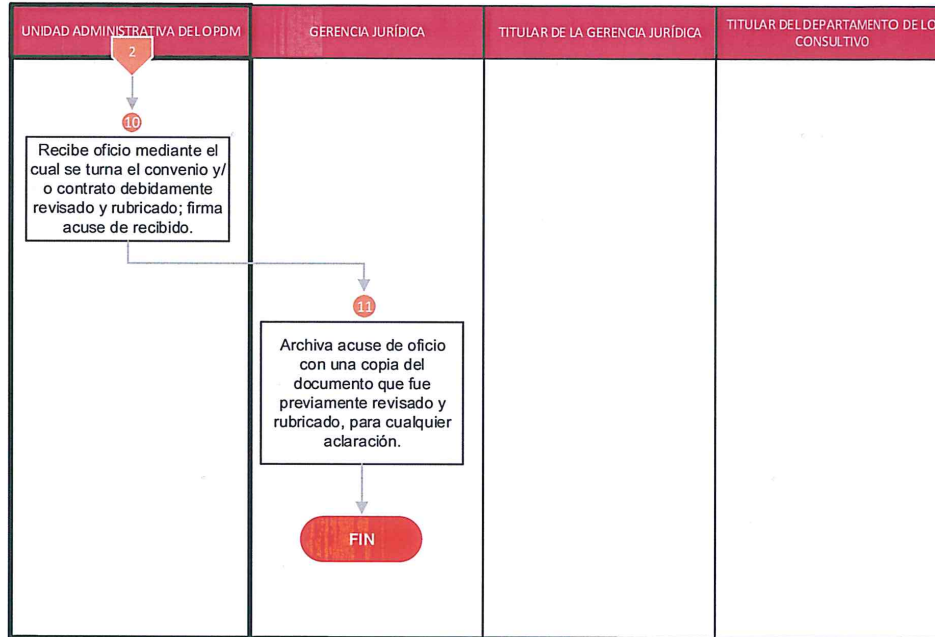 UNIDAD ADMINISTRATIVA DEL OPDM
GERENCIA JURÍDICA
TITULAR DE LA GERENCIA JURÍDICA
TITULAR DEL DEPARTAMENTO DE LO
CONSULTIVO
2
10
Recibe oficio mediante el
cual se turna el convenio y/
o contrato debidamente
revisado y rubricado; firma
acuse de recibido.
11
Archiva acuse de oficio
con una copia del
documento que fue
previamente revisado y
rubricado, para cualquier
aclaración.
FIN